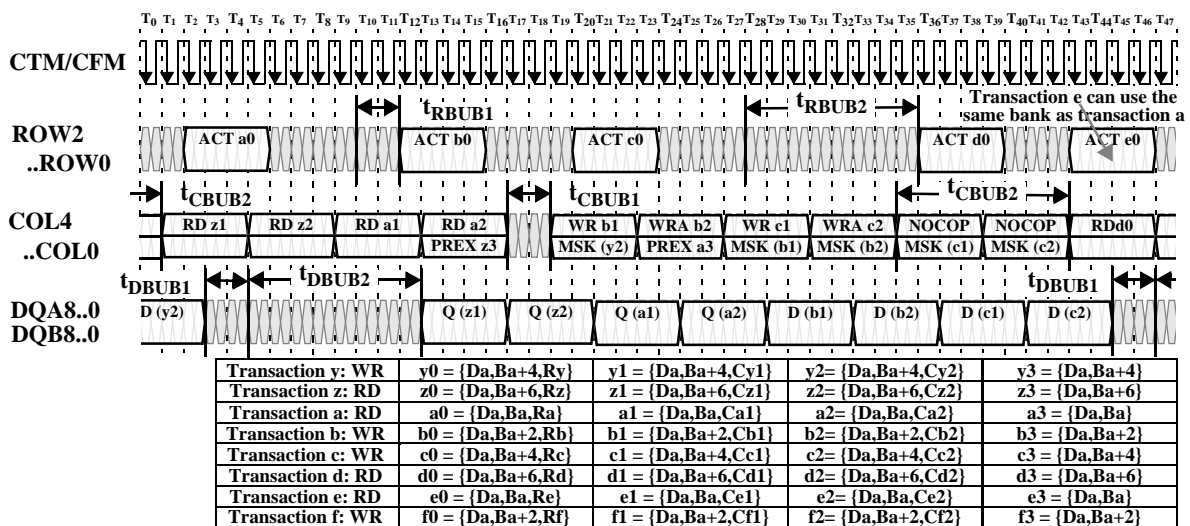 T0 T1 T2 T3 T4 T5 T6 T7 T8 T9 T10 T11 T12 T13 T14 T15 T16 T17 T18 T19 T20 T21 T22 T23 T24 T25 T26 T27 T28 T29 T30 T31 T32 T33 T34 T35 T36 T37 T38 T39 T40 T41 T42 T43 T44 T45 T46 T47
CTM/CFM
tRBUB1 tRBUB2 Transaction e can use the
same bank as transaction a
ROW2 ACT a0 ACT b0 ACT c0 ACT d0 ACT e0
..ROW0
tCBUB2 tCBUB1 tCBUB2
COL4 RD z1 RD z2 RD a1 RD a2 WR b1 WRA b2 WR c1 WRA c2 NOCOP NOCOP RDd0
..COL0 PREX z3 MSK (y2) PREX a3 MSK (b1) MSK (b2) MSK (c1) MSK (c2)
tDBUB1 tDBUB2 tDBUB1
DQA8..0 D (y2) Q (z1) Q (z2) Q (a1) Q (a2) D (b1) D (b2) D (c1) D (c2)
DQB8..0
Transaction y: WR y0 = {Da,Ba+4,Ry} y1 = {Da,Ba+4,Cy1} y2= {Da,Ba+4,Cy2} y3 = {Da,Ba+4}
Transaction z: RD z0 = {Da,Ba+6,Rz} z1 = {Da,Ba+6,Cz1} z2= {Da,Ba+6,Cz2} z3 = {Da,Ba+6}
Transaction a: RD a0 = {Da,Ba,Ra} a1 = {Da,Ba,Ca1} a2= {Da,Ba,Ca2} a3 = {Da,Ba}
Transaction b: WR b0 = {Da,Ba+2,Rb} b1 = {Da,Ba+2,Cb1} b2= {Da,Ba+2,Cb2} b3 = {Da,Ba+2}
Transaction c: WR c0 = {Da,Ba+4,Rc} c1 = {Da,Ba+4,Cc1} c2= {Da,Ba+4,Cc2} c3 = {Da,Ba+4}
Transaction d: RD d0 = {Da,Ba+6,Rd} d1 = {Da,Ba+6,Cd1} d2= {Da,Ba+6,Cd2} d3 = {Da,Ba+6}
Transaction e: RD e0 = {Da,Ba,Re} e1 = {Da,Ba,Ce1} e2= {Da,Ba,Ce2} e3 = {Da,Ba}
Transaction f: WR f0 = {Da,Ba+2,Rf} f1 = {Da,Ba+2,Cf1} f2= {Da,Ba+2,Cf2} f3 = {Da,Ba+2}